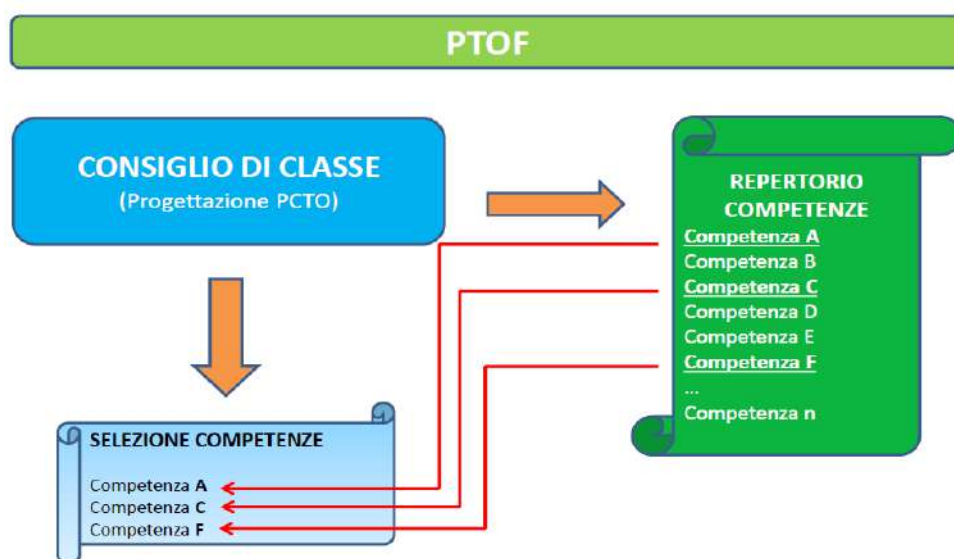 PTOF
CONSIGLIO DI CLASSE
(Progettazione PCTO)
REPERTORIO
COMPETENZE
Competenza A
Competenza B
Competenza C
Competenza D
Competenza E
Competenza F
...
Competenza n
SELEZIONE COMPETENZE
Competenza A
Competenza C
Competenza F